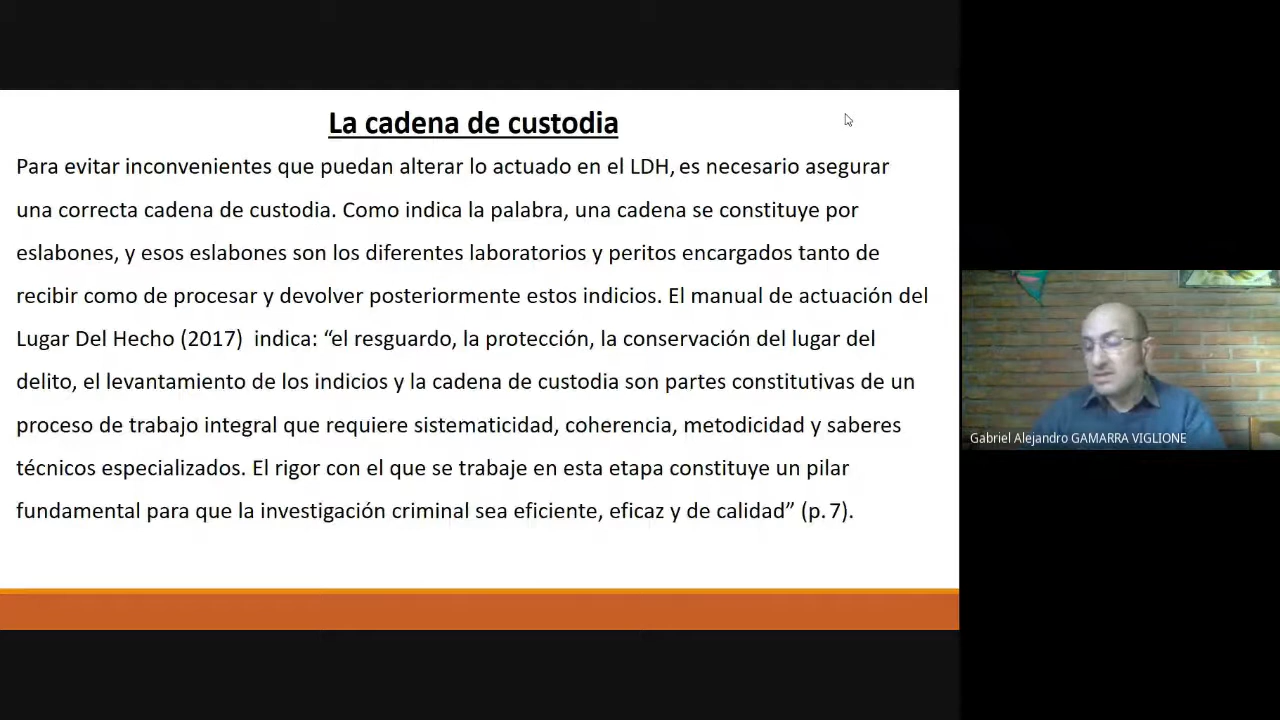 La cadena de custodia
Para evitar inconvenientes que puedan alterar lo actuado en el LDH, es necesario asegurar
una correcta cadena de custodia. Como indica la palabra, una cadena se constituye por
eslabones, y esos eslabones son los diferentes laboratorios y peritos encargados tanto de
recibir como de procesar y devolver posteriormente estos indicios. El manual de actuación del
Lugar Del Hecho (2017) indica: “el resguardo, la protección, la conservación del lugar del
delito, el levantamiento de los indicios y la cadena de custodia son partes constitutivas de un
proceso de trabajo integral que requiere sistematicidad, coherencia, metodicidad y saberes
técnicos especializados. El rigor con el que se trabaje en esta etapa constituye un pilar
fundamental para que la investigación criminal sea eficiente, eficaz y de calidad” (p. 7).
Gabriel Alejandro GAMARRA VIGLIONE